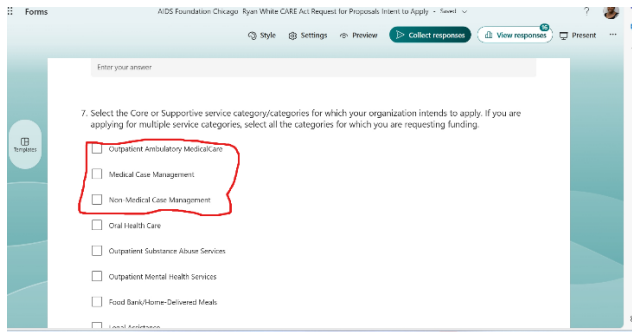 Forms
AIDS Foundation Chicago Ryan White CARE Act Request for Proposals Intent to Apply - Saved
?
Style
Settings
Preview
Collect responses
View responses
Present
...
Enter your answer
7. Select the Core or Supportive service category/categories for which your organization intends to apply. If you are
applying for multiple service categories, select all the categories for which you are requesting funding.
Templates
Outpatient Ambulatory MedicalCare
Medical Case Management
Non-Medical Case Management
Oral Health Care
Outpatient Substance Abuse Services
Outpatient Mental Health Services
Food Bank/Home-Delivered Meals
Legal Assistance